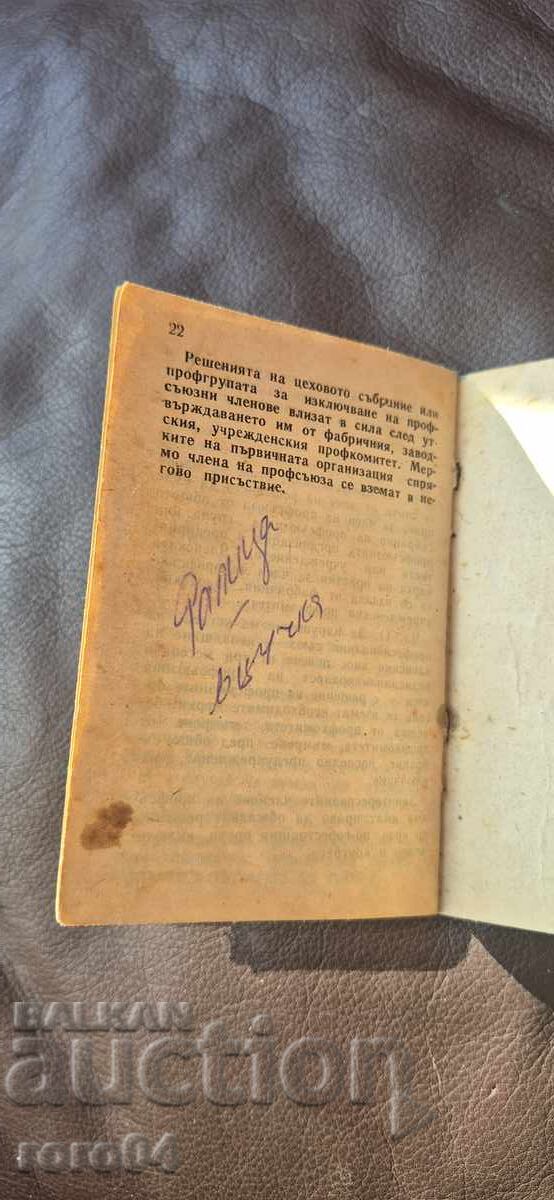 22
Решенията на цеховото събрание или
профгрупата за изключване на проф-
съюзни членове влизат в сила след ут-
върждаването им от фабричния, завод-
ския, учрежденския профкомитет. Мер-
ките на първичната организация спря-
мо члена на профсъюза се вземат в не-
гово присъствие.
BALKAN
auction
roro04